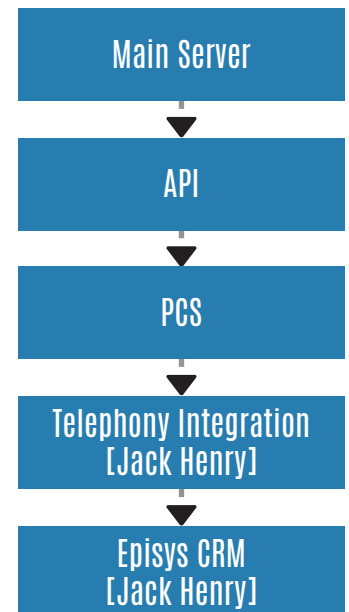 Main Server
API
PCS
Telephony Integration
[Jack Henry]
Episys CRM
[Jack Henry]